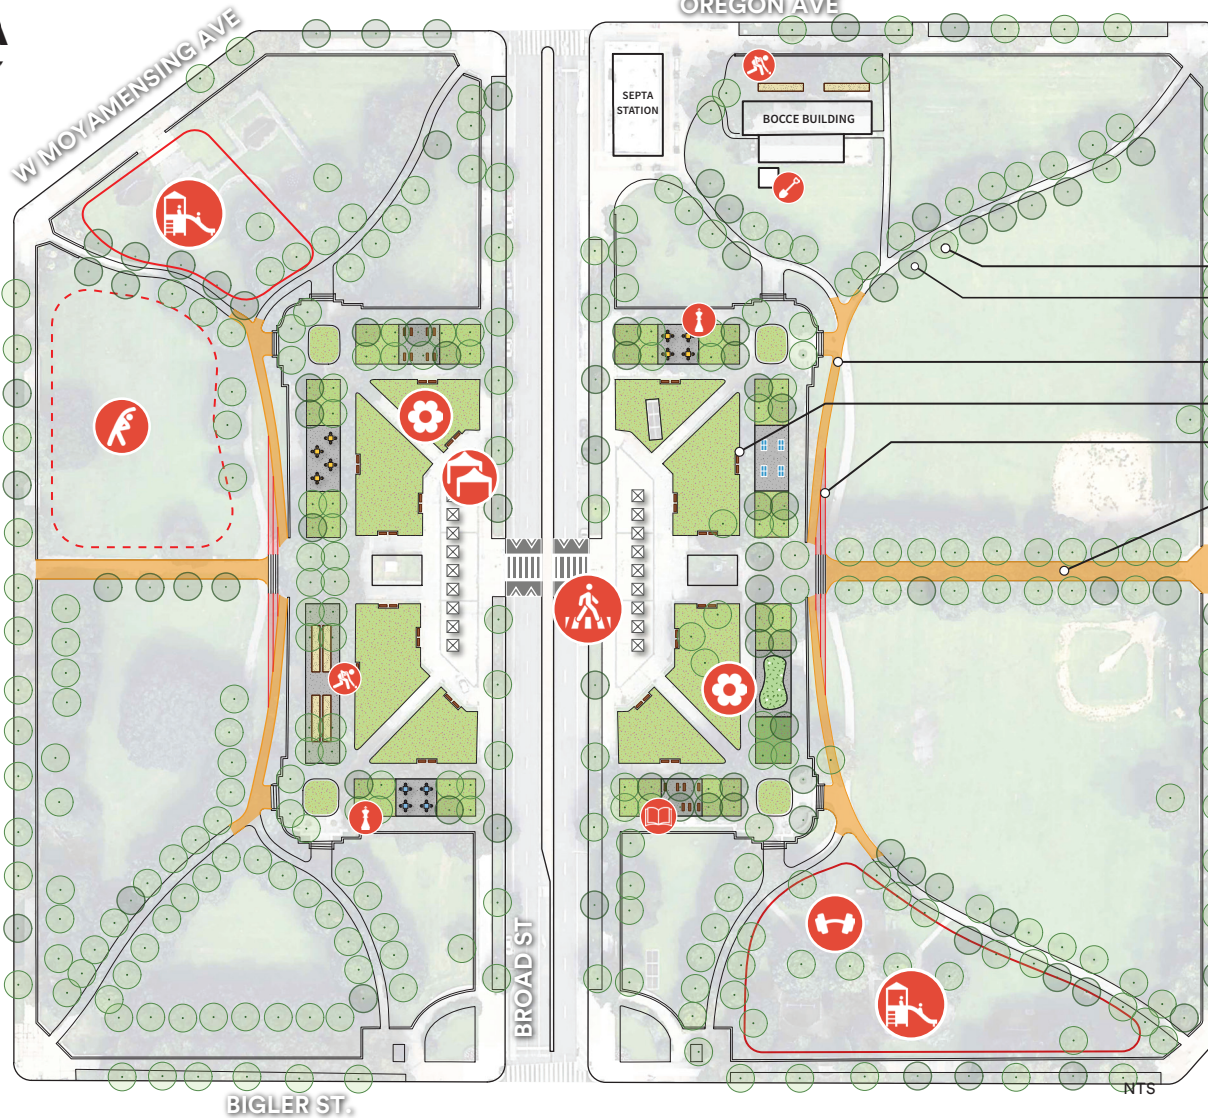 OREGON AVE
W MOYAMENSING AVE
SEPTA
STATION
BOCCE BUILDING
BROAD ST
NTS
BIGLER ST.